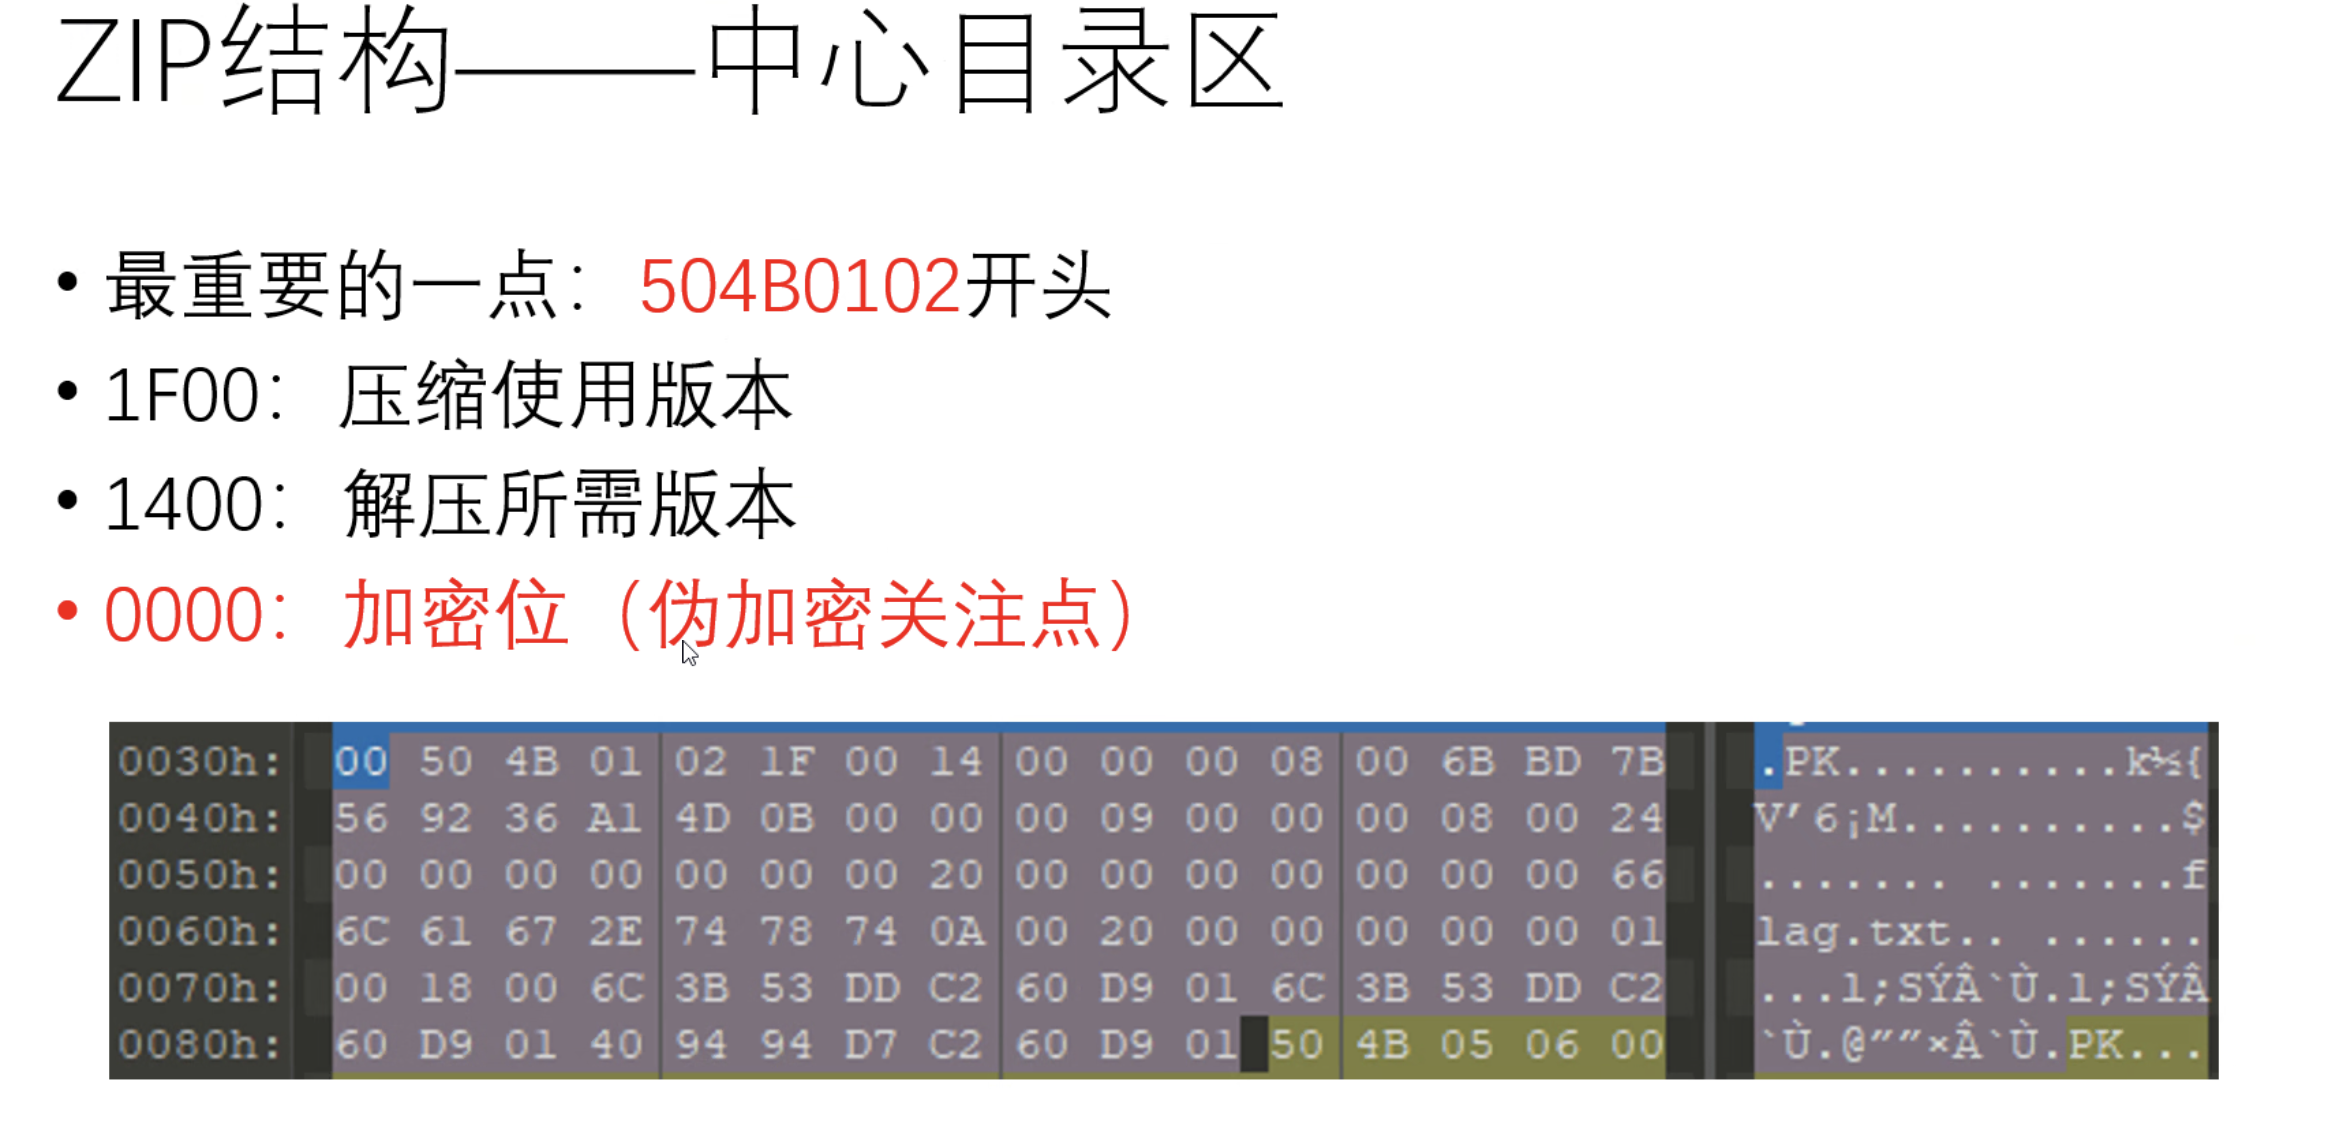 ZIP结构——中心目录区
• 最重要的一点：504B0102开头
• 1F00：压缩使用版本
• 1400：解压所需版本
• 0000：加密位（伪加密关注点）
0030h: 00 50 4B 01 02 1F 00 14 00 00 00 08 00 6B BD 7B .PK..........k½{
0040h: 56 92 36 A1 4D 0B 00 00 00 09 00 00 00 08 00 24 V’6¡M..........$
0050h: 00 00 00 00 00 00 00 20 00 00 00 00 00 00 00 66 ....... .......f
0060h: 6C 61 67 2E 74 78 74 0A 00 20 00 00 00 00 00 01 lag.txt.. ......
0070h: 00 18 00 6C 3B 53 DD C2 60 D9 01 6C 3B 53 DD C2 ...l;SÝÂ`Ù.l;SÝÂ
0080h: 60 D9 01 40 94 94 D7 C2 60 D9 01 50 4B 05 06 00 `Ù.@””×Â`Ù.PK...